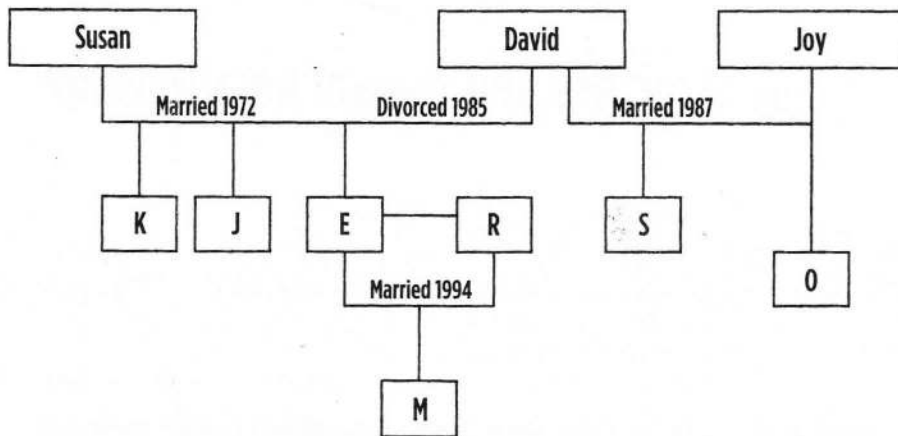 Susan David Joy
Married 1972 Divorced 1985 Married 1987
K J E R S
O
Married 1994
M